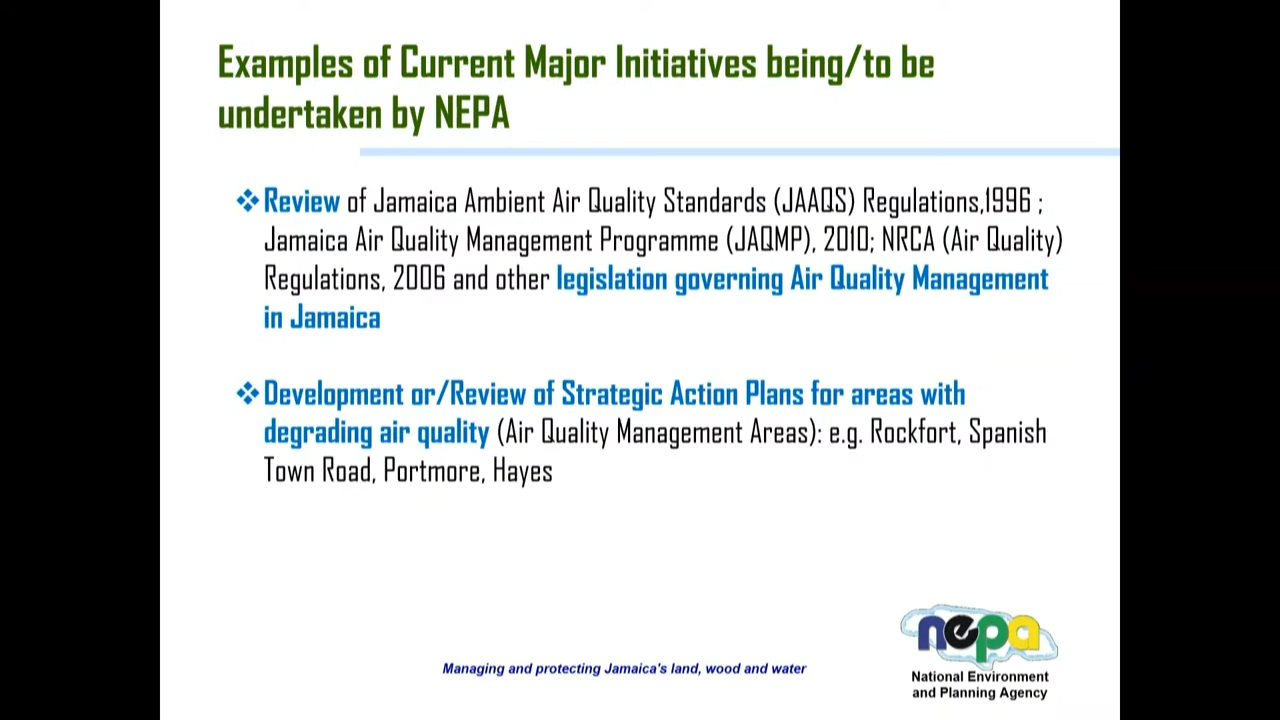 Examples of Current Major Initiatives being/to be
undertaken by NEPA
Review of Jamaica Ambient Air Quality Standards (JAAQS) Regulations,1996 ;
Jamaica Air Quality Management Programme (JAQMP), 2010; NRCA (Air Quality)
Regulations, 2006 and other legislation governing Air Quality Management
in Jamaica
Development or/Review of Strategic Action Plans for areas with
degrading air quality (Air Quality Management Areas): e.g. Rockfort, Spanish
Town Road, Portmore, Hayes
nepa
Managing and protecting Jamaica's land, wood and water
National Environment
and Planning Agency